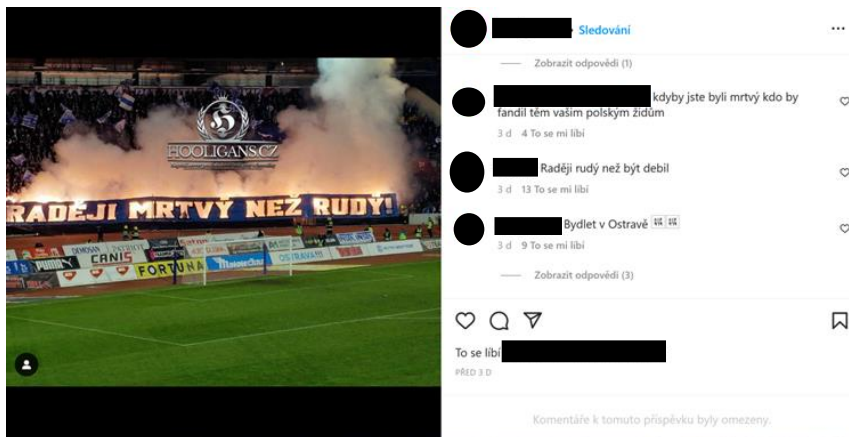 HOOLIGANS.CZ
RADĚJI MRTVÝ NEŽ RUDÝ!
DEMOSAN
CANIS
PUMA
FORTUNA
OSTRAVA!!!
Sledování
Zobrazit odpovědi (1)
kdyby jste byli mrtvý kdo by
fandil těm vašim polským židům
3 d 4 To se mi líbí
Raději rudý než být debil
3 d 13 To se mi líbí
Bydlet v Ostravě
3 d 9 To se mi líbí
Zobrazit odpovědi (3)
To se líbí
PŘED 3 D
Komentáře k tomuto příspěvku byly omezeny.